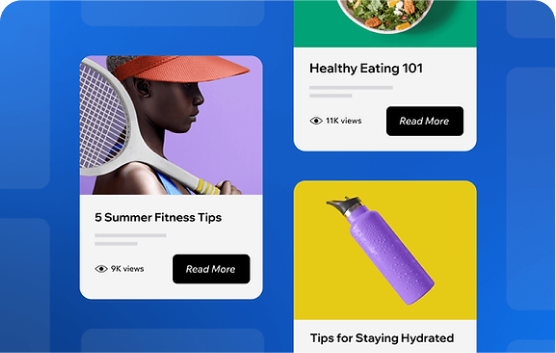 Healthy Eating 101
11K views
Read More
5 Summer Fitness Tips
9K views
Read More
Tips for Staying Hydrated